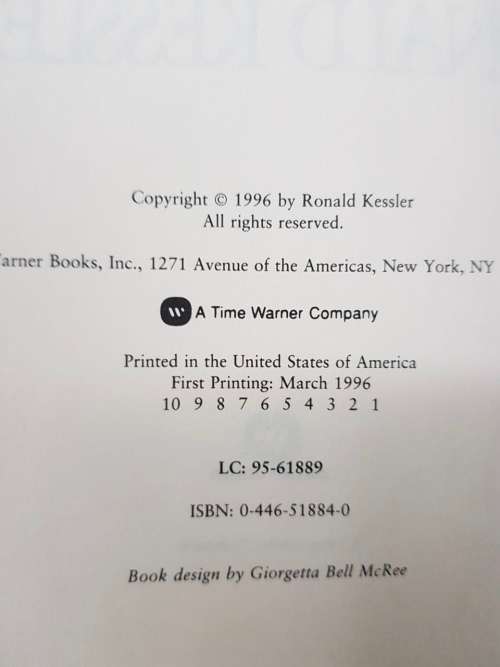 Copyright © 1996 by Ronald Kessler
All rights reserved.
arner Books, Inc., 1271 Avenue of the Americas, New York, NY
A Time Warner Company
Printed in the United States of America
First Printing: March 1996
10 9 8 7 6 5 4 3 2 1
LC: 95-61889
ISBN: 0-446-51884-0
Book design by Giorgetta Bell McRee